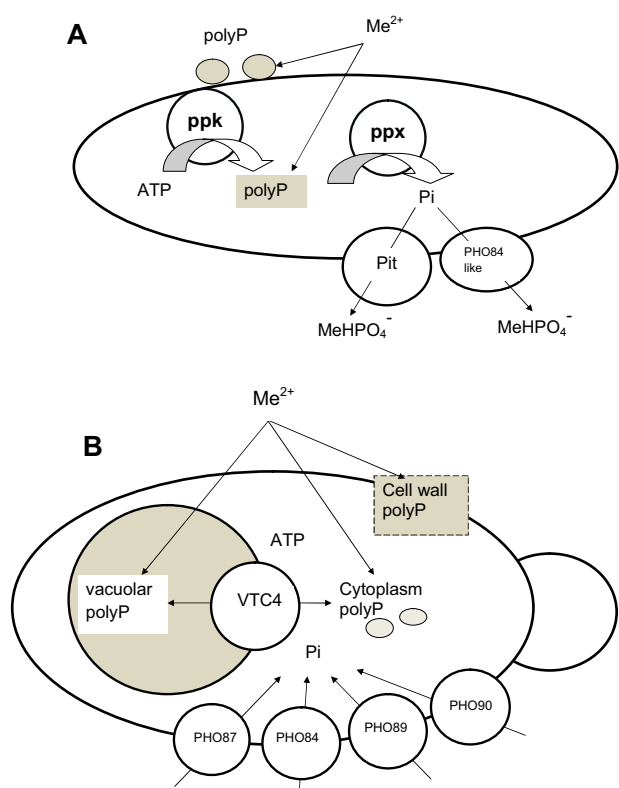 A
polyP
Me²⁺
ppk
ppx
ATP
polyP
Pi
Pit
PHO84
like
MeHPO₄⁻
MeHPO₄⁻
Me²⁺
B
Cell wall
polyP
ATP
vacuolar
polyP
VTC4
Cytoplasm
polyP
Pi
PHO87
PHO84
PHO89
PHO90